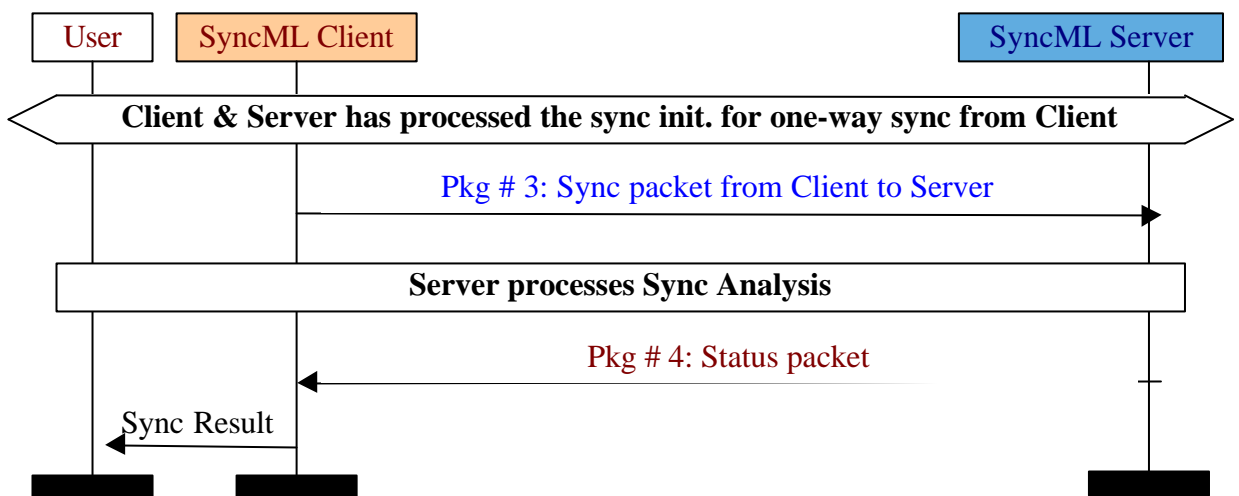 User
SyncML Client
SyncML Server
Client & Server has processed the sync init. for one-way sync from Client
Pkg # 3: Sync packet from Client to Server
Server processes Sync Analysis
Pkg # 4: Status packet
Sync Result